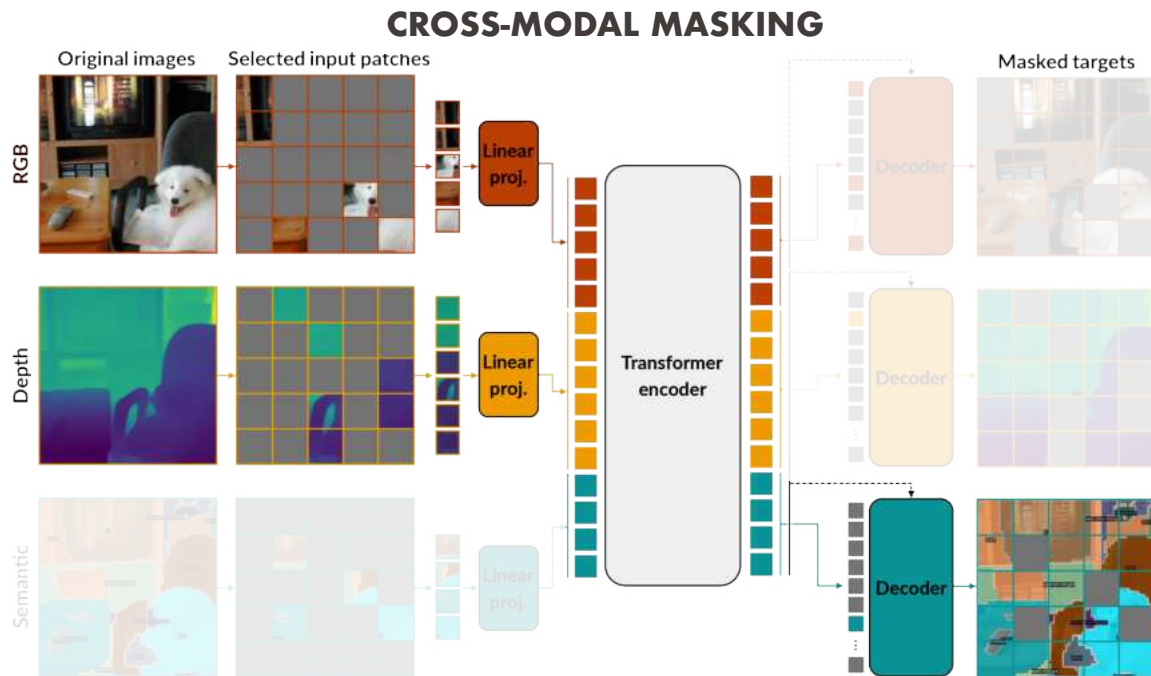 CROSS-MODAL MASKING
Original images
Selected input patches
Masked targets
RGB
Linear
proj.
Decoder
Depth
Linear
proj.
Transformer
encoder
Decoder
Semantic
Linear
proj.
Decoder